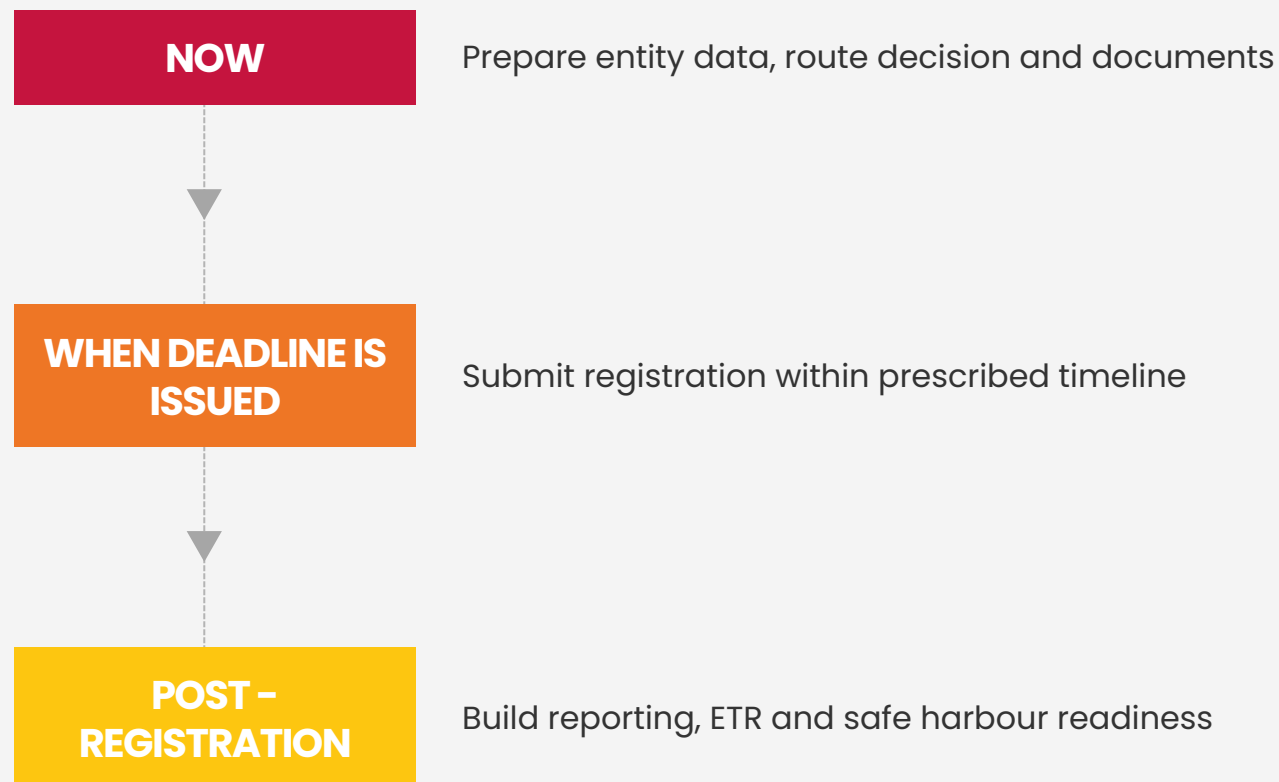 NOW
Prepare entity data, route decision and documents
WHEN DEADLINE IS
ISSUED
Submit registration within prescribed timeline
POST -
REGISTRATION
Build reporting, ETR and safe harbour readiness